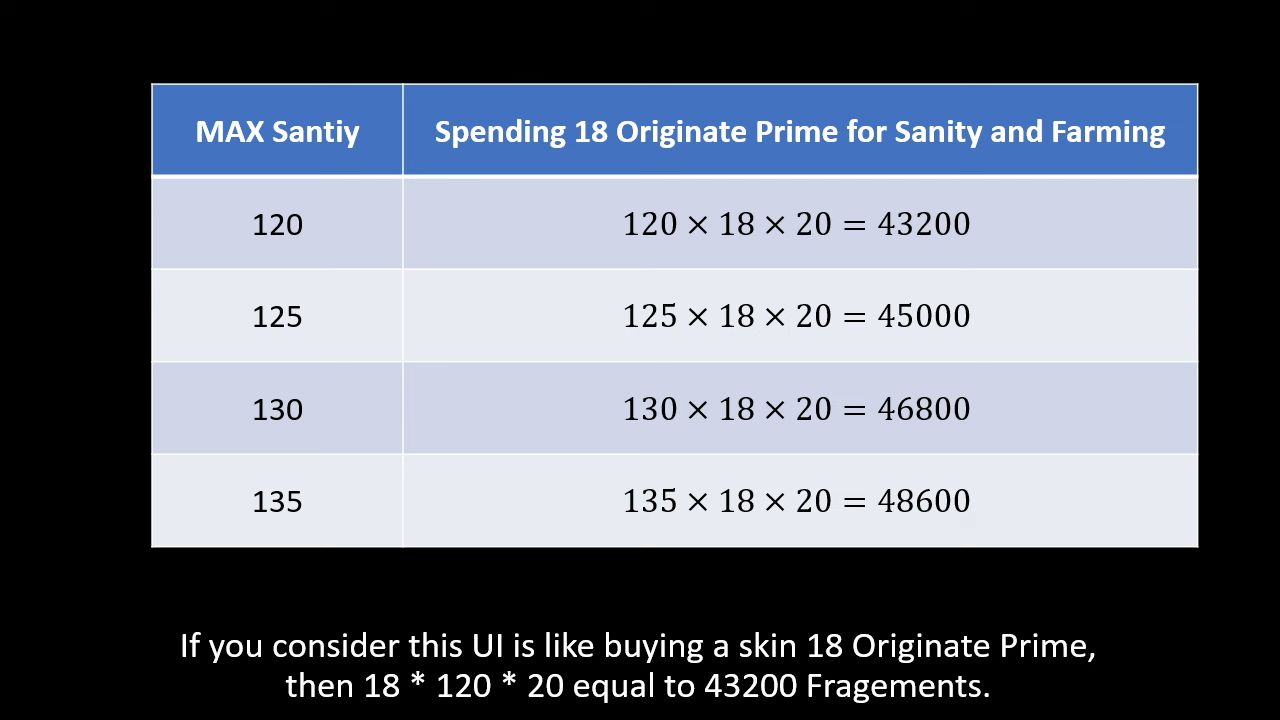 MAX Santiy
Spending 18 Originate Prime for Sanity and Farming
120
120 × 18 × 20 = 43200
125
125 × 18 × 20 = 45000
130
130 × 18 × 20 = 46800
135
135 × 18 × 20 = 48600
If you consider this UI is like buying a skin 18 Originate Prime,
then 18 * 120 * 20 equal to 43200 Fragements.